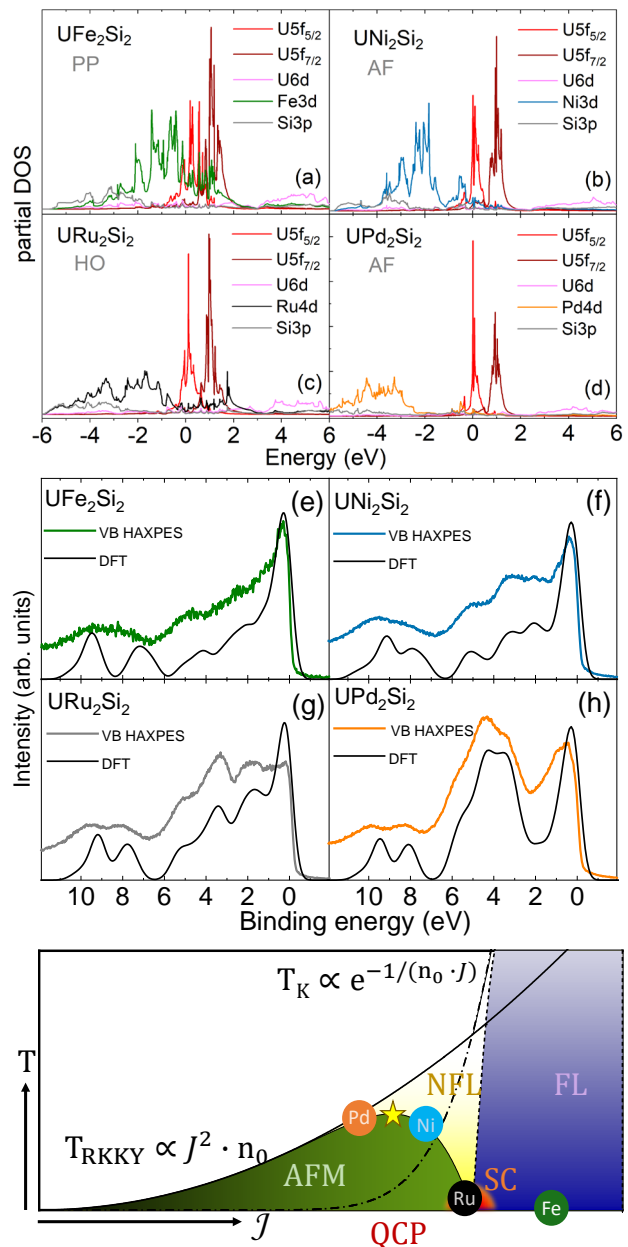 UFe₂Si₂
PP
U5f₅/₂
U5f₇/₂
U6d
Fe3d
Si3p
(a)
UNi₂Si₂
AF
U5f₅/₂
U5f₇/₂
U6d
Ni3d
Si3p
(b)
partial DOS
URu₂Si₂
HO
U5f₅/₂
U5f₇/₂
U6d
Ru4d
Si3p
(c)
UPd₂Si₂
AF
U5f₅/₂
U5f₇/₂
U6d
Pd4d
Si3p
(d)
-6 -4 -2 0 2 4 6
-4 -2 0 2 4 6
Energy (eV)
UFe₂Si₂
(e)
VB HAXPES
DFT
UNi₂Si₂
(f)
VB HAXPES
DFT
Intensity (arb. units)
URu₂Si₂
(g)
VB HAXPES
DFT
UPd₂Si₂
(h)
VB HAXPES
DFT
10 8 6 4 2 0
10 8 6 4 2 0
Binding energy (eV)
T_K ∝ e^{-1/(n₀·J)}
T
NFL
FL
Pd
Ni
T_RKKY ∝ J² · n₀
AFM
SC
Ru
Fe
J
QCP